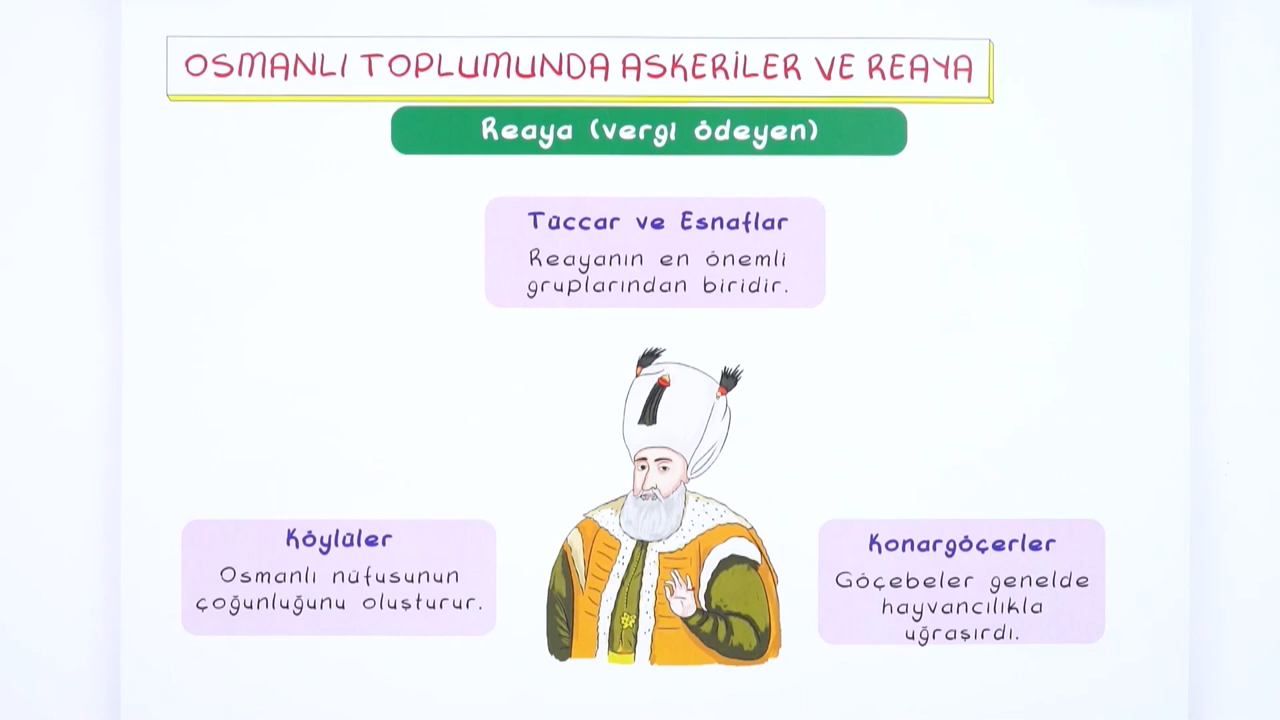 OSMANLI TOPLUMUNDA ASKERİLER VE REAYA
Reaya (vergi ödeyen)
Tüccar ve Esnaflar
Reayanın en önemli
gruplarından biridir.
Köylüler
Osmanlı nüfusunun
çoğunluğunu oluşturur.
Konargöçerler
Göçebeler genelde
hayvancılıkla
uğraşırdı.